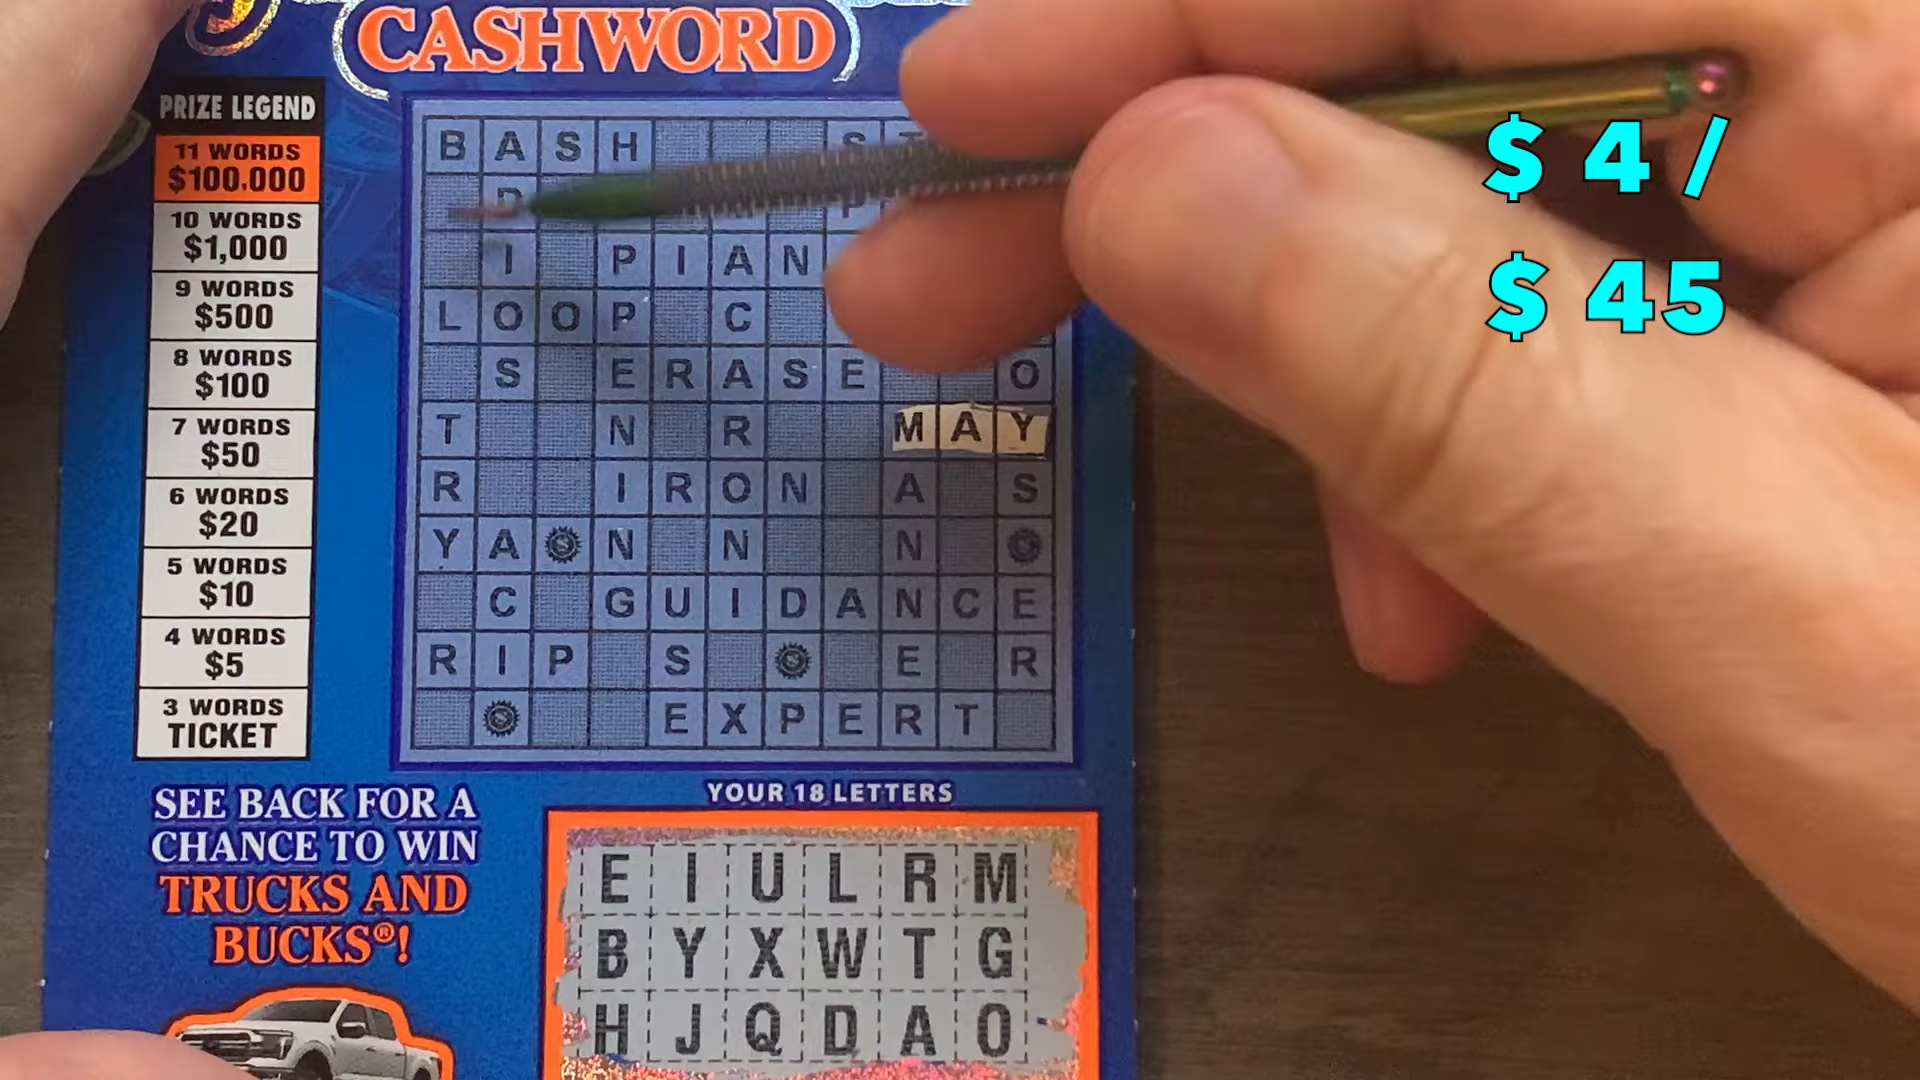 CASHWORD
PRIZE LEGEND
11 WORDS
$100,000
10 WORDS
$1,000
9 WORDS
$500
8 WORDS
$100
7 WORDS
$50
6 WORDS
$20
5 WORDS
$10
4 WORDS
$5
3 WORDS
TICKET
B A S H S T
D P
I P I A N
L O O P C
S E R A S E O
T N R M A Y
R I R O N A S
Y A N N N
C G U I D A N C E
R I P S E R
E X P E R T
$ 4 /
$ 45
SEE BACK FOR A
CHANCE TO WIN
TRUCKS AND
BUCKS®!
YOUR 18 LETTERS
E I U L R M
B Y X W T G
H J Q D A O